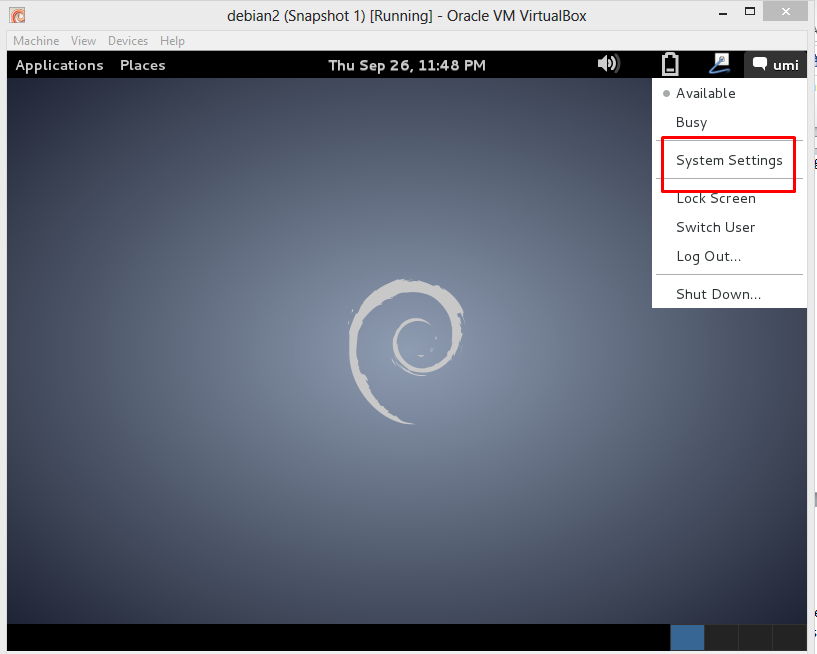 debian2 (Snapshot 1) [Running] - Oracle VM VirtualBox
Machine View Devices Help
Applications Places Thu Sep 26, 11:48 PM umi
Available
Busy
System Settings
Lock Screen
Switch User
Log Out...
Shut Down...